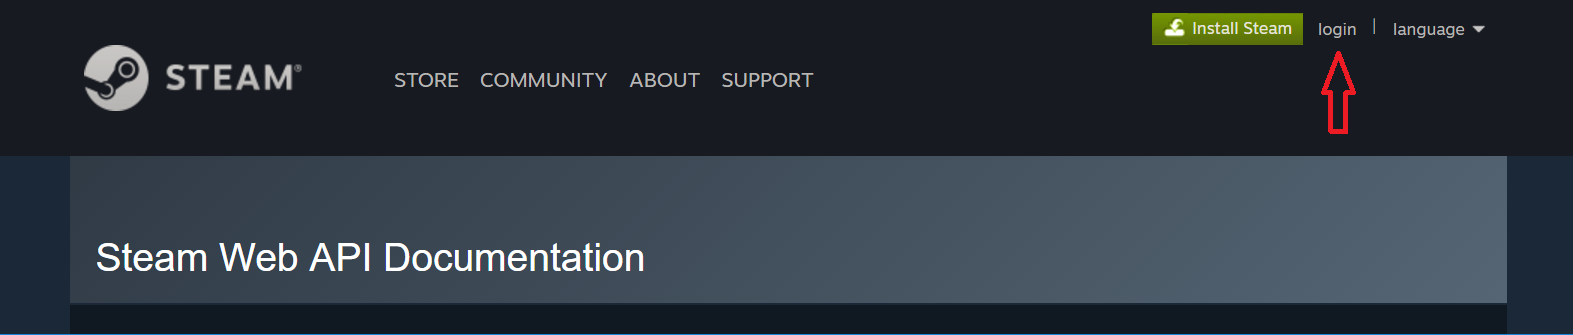 Install Steam login | language
STEAM®
STORE COMMUNITY ABOUT SUPPORT
Steam Web API Documentation